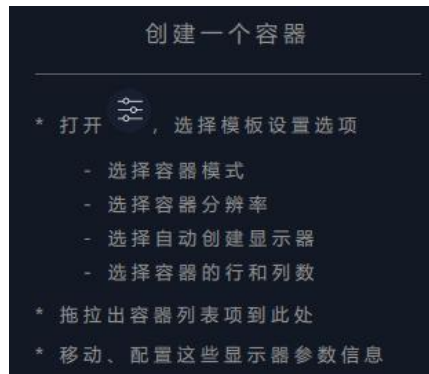 创建一个容器
* 打开 , 选择模板设置选项
- 选择容器模式
- 选择容器分辨率
- 选择自动创建显示器
- 选择容器的行和列数
* 拖拉出容器列表项到此处
* 移动、配置这些显示器参数信息